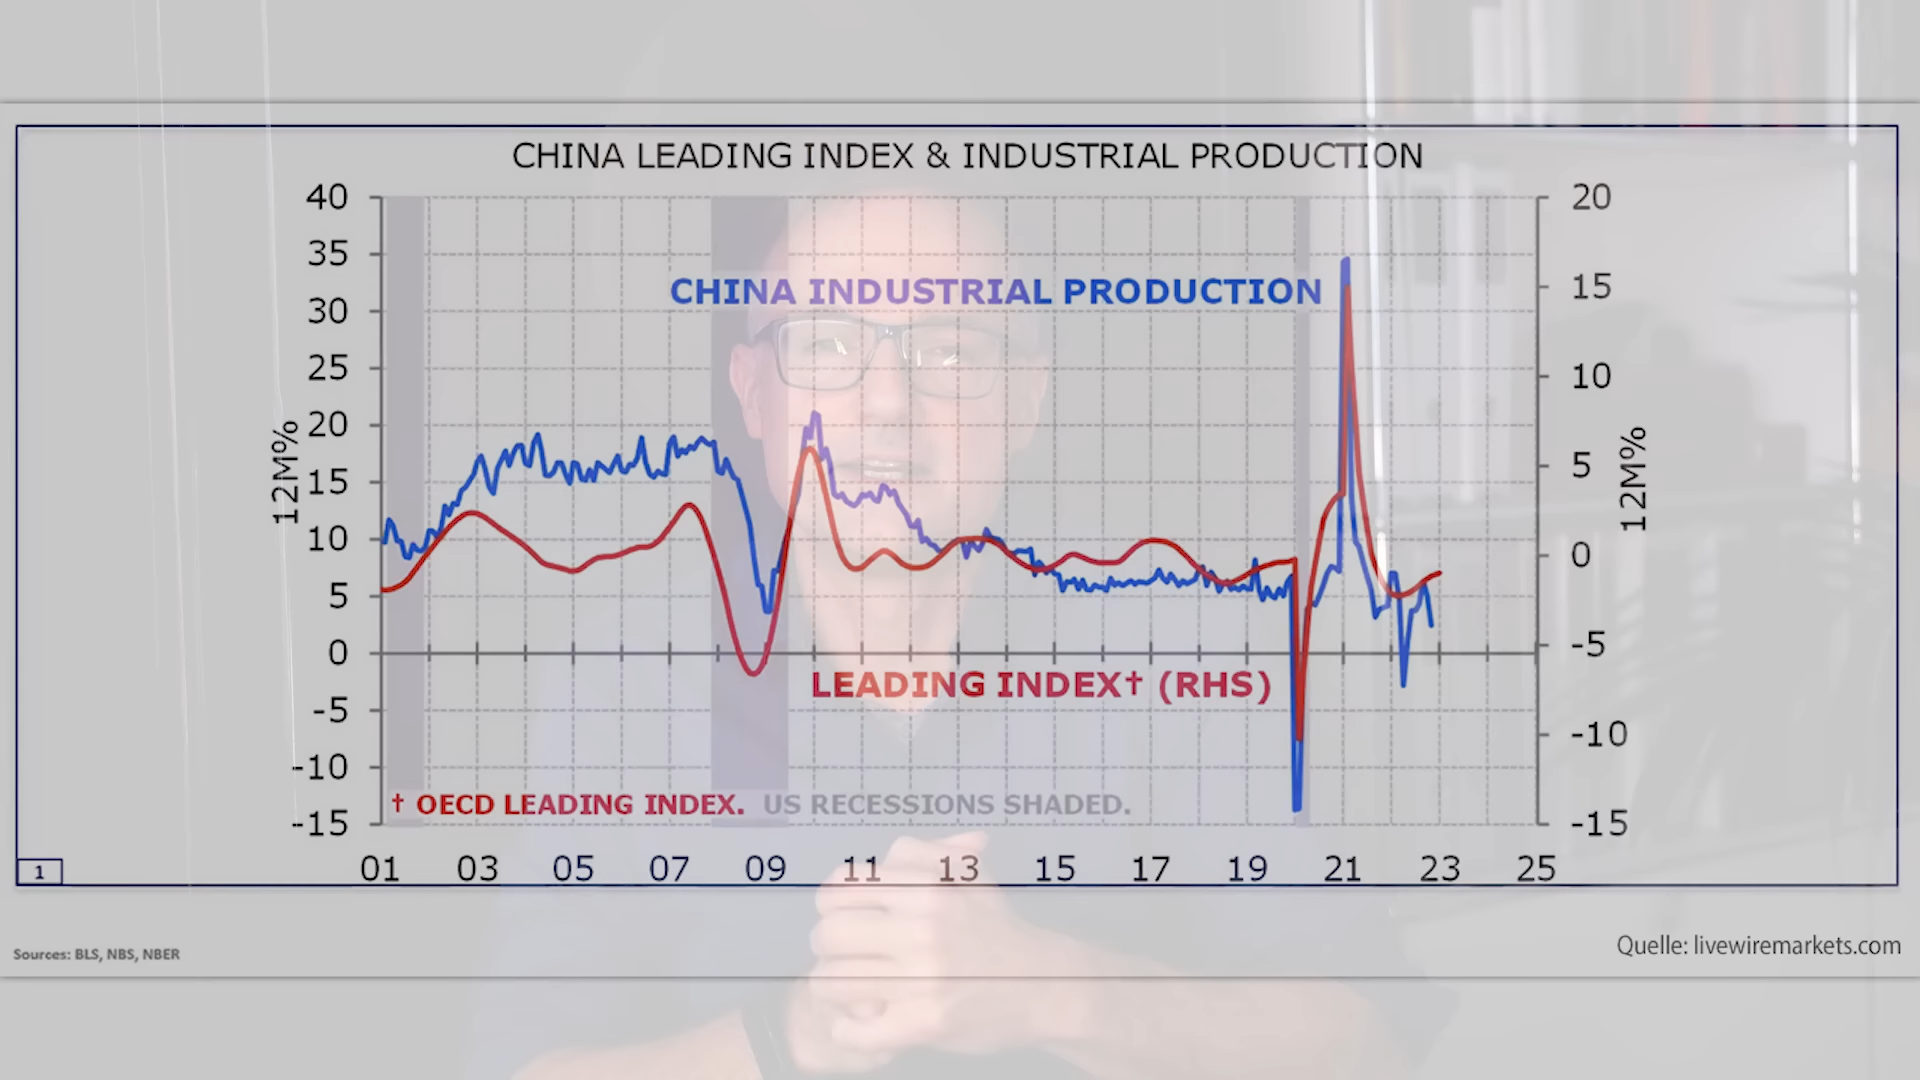 CHINA LEADING INDEX & INDUSTRIAL PRODUCTION
40
35
30
25
20
15
10
5
0
-5
-10
-15
12M%
20
15
10
5
0
-5
-10
-15
12M%
CHINA INDUSTRIAL PRODUCTION
LEADING INDEX† (RHS)
† OECD LEADING INDEX. US RECESSIONS SHADED.
01 03 05 07 09 11 13 15 17 19 21 23 25
1
Sources: BLS, NBS, NBER
Quelle: livewiremarkets.com